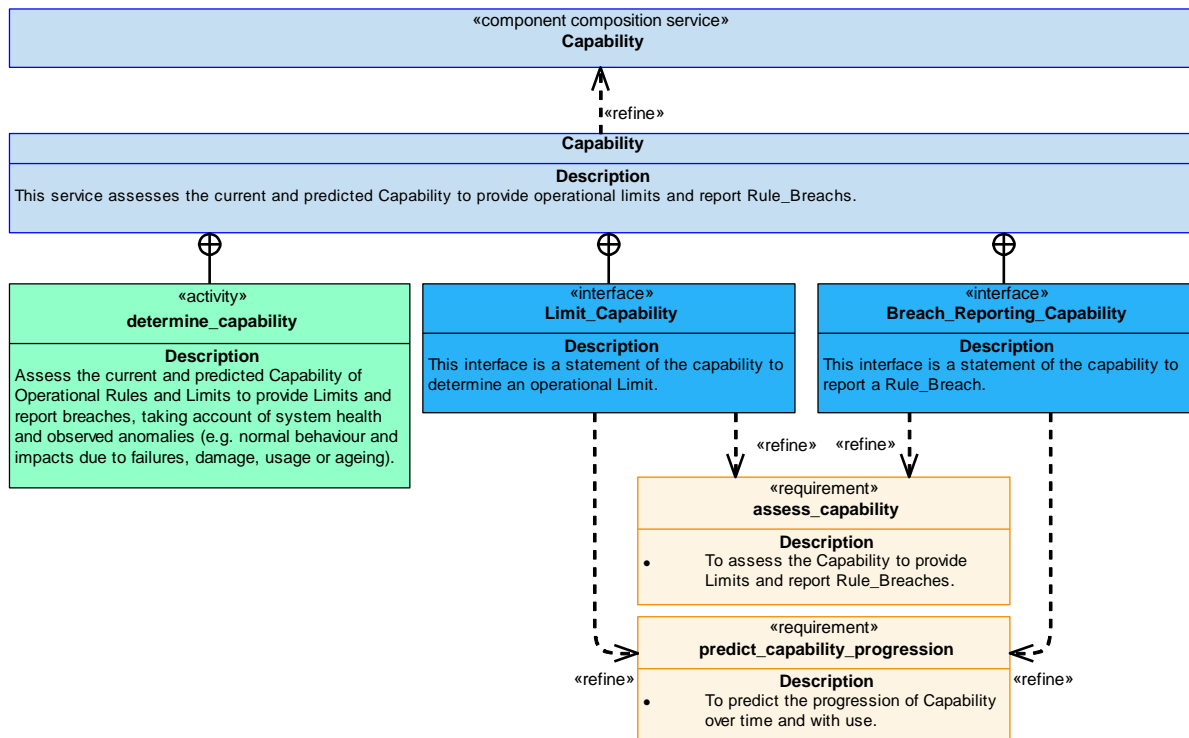 «component composition service»
Capability
«refine»
Capability
Description
This service assesses the current and predicted Capability to provide operational limits and report Rule_Breachs.
«activity»
determine_capability
Description
Assess the current and predicted Capability of
Operational Rules and Limits to provide Limits and
report breaches, taking account of system health
and observed anomalies (e.g. normal behaviour and
impacts due to failures, damage, usage or ageing).
«interface»
Limit_Capability
Description
This interface is a statement of the capability to
determine an operational Limit.
«interface»
Breach_Reporting_Capability
Description
This interface is a statement of the capability to
report a Rule_Breach.
«refine»
«refine»
«requirement»
assess_capability
Description
• To assess the Capability to provide
Limits and report Rule_Breaches.
«requirement»
predict_capability_progression
Description
• To predict the progression of Capability
over time and with use.
«refine»
«refine»